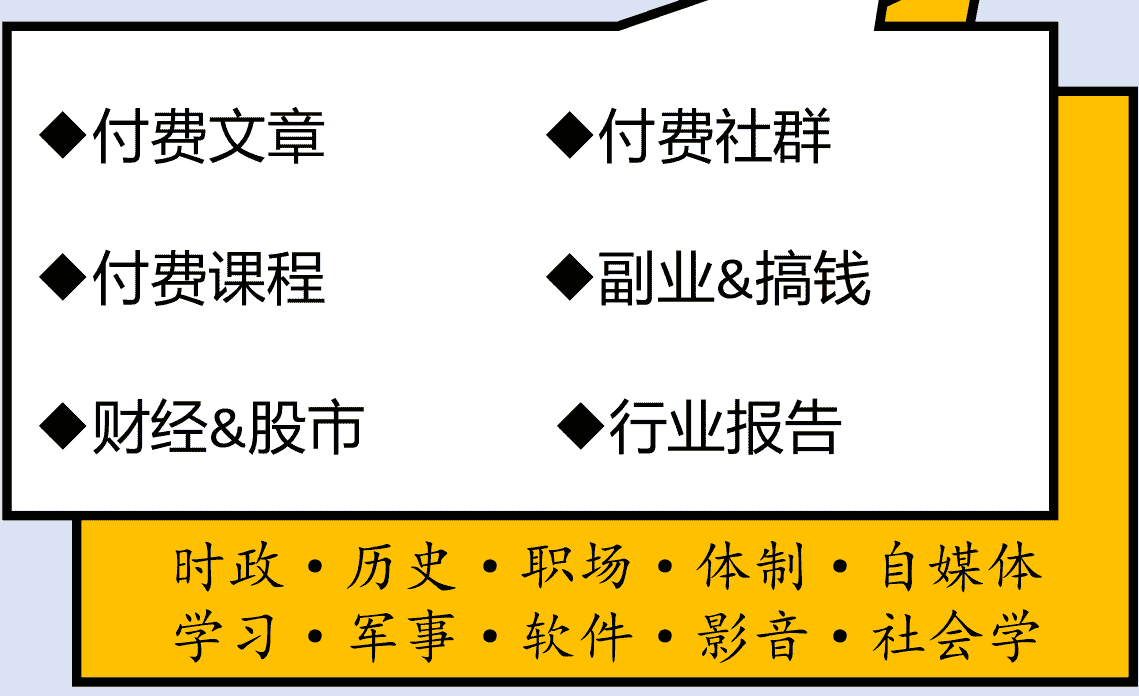 ◆付费文章 ◆付费社群
◆付费课程 ◆副业&搞钱
◆财经&股市 ◆行业报告
时政·历史·职场·体制·自媒体
学习·军事·软件·影音·社会学